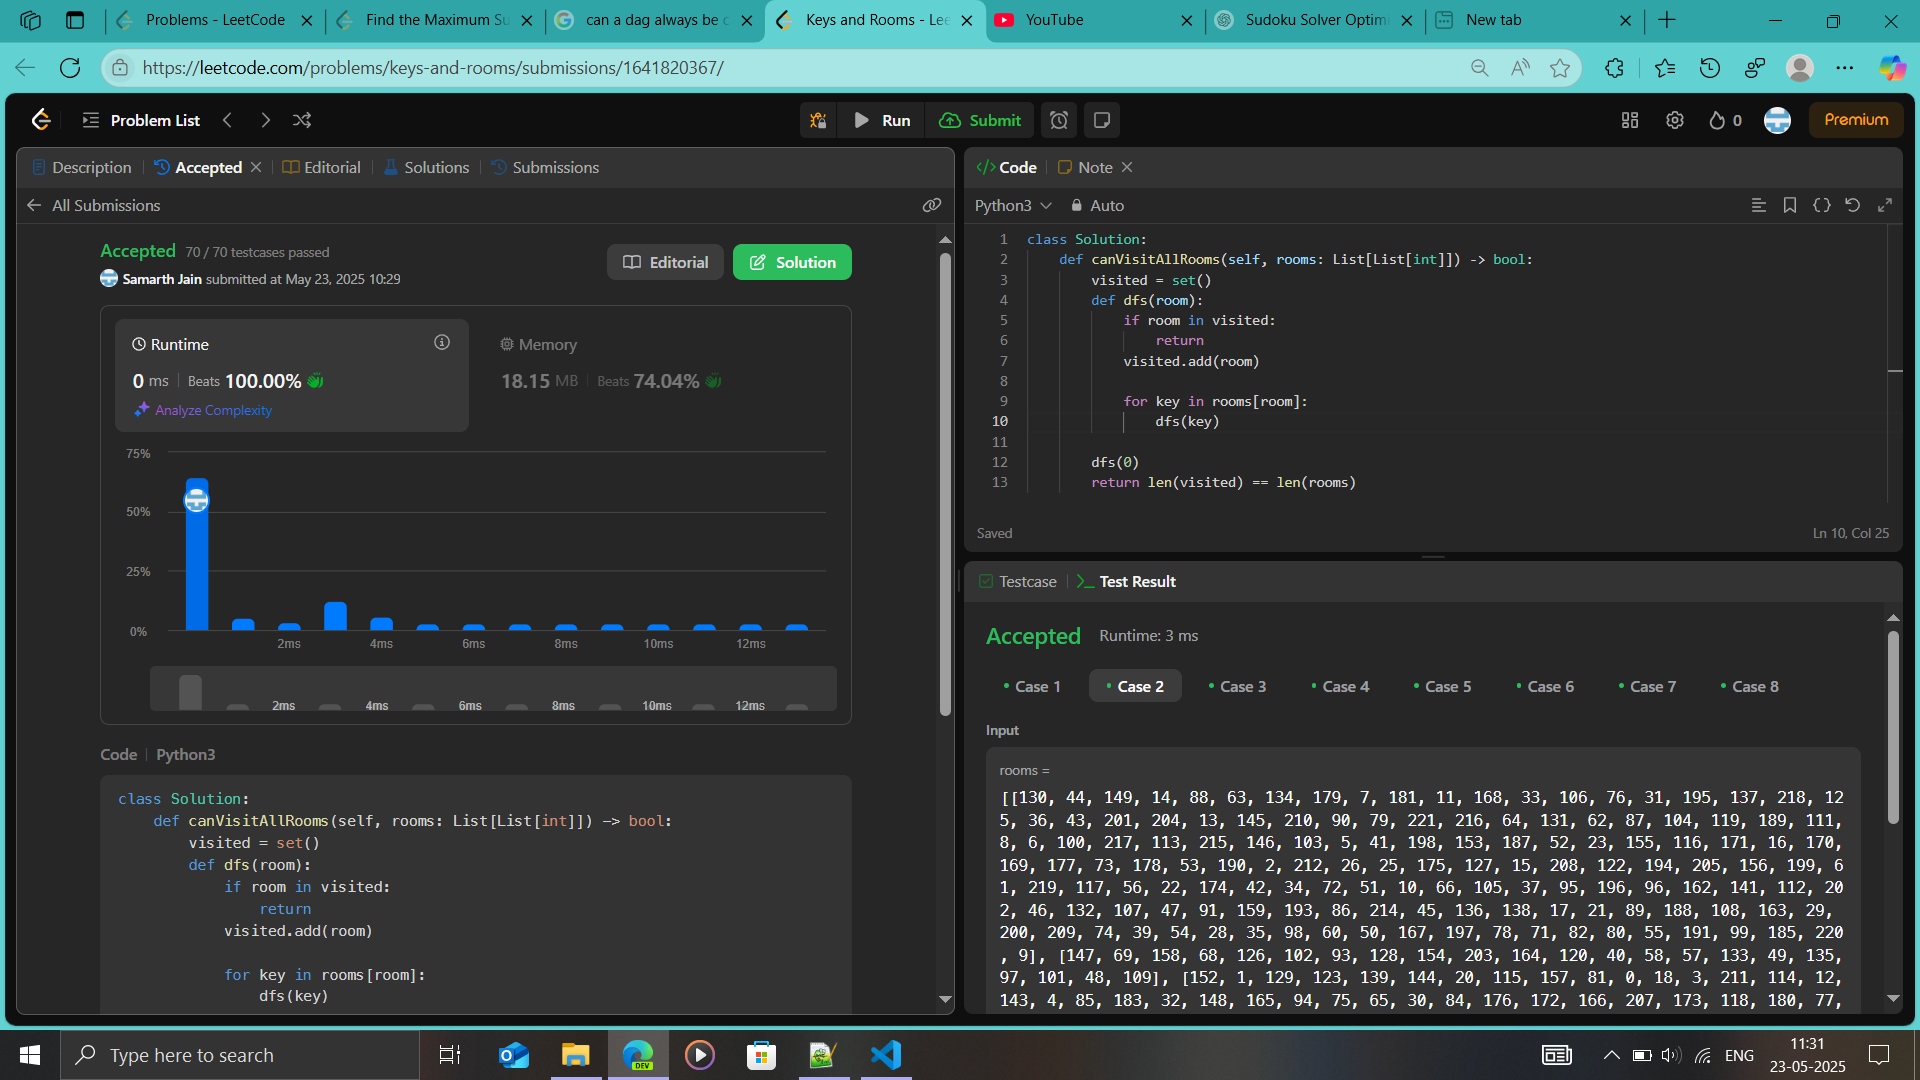 Problems - LeetCode
Find the Maximum Su
can a dag always be c
Keys and Rooms - Lee
YouTube
Sudoku Solver Optimi
New tab
https://leetcode.com/problems/keys-and-rooms/submissions/1641820367/
Problem List
Run
Submit
0
Premium
Description
Accepted
Editorial
Solutions
Submissions
All Submissions
Accepted 70 / 70 testcases passed
Samarth Jain submitted at May 23, 2025 10:29
Editorial
Solution
Runtime
0 ms Beats 100.00%
Analyze Complexity
Memory
18.15 MB Beats 74.04%
75%
50%
25%
0%
2ms 4ms 6ms 8ms 10ms 12ms
2ms 4ms 6ms 8ms 10ms 12ms
Code Python3
class Solution:
    def canVisitAllRooms(self, rooms: List[List[int]]) -> bool:
        visited = set()
        def dfs(room):
            if room in visited:
                return
            visited.add(room)
            for key in rooms[room]:
                dfs(key)
</> Code
Note
Python3
Auto
1 class Solution:
2     def canVisitAllRooms(self, rooms: List[List[int]]) -> bool:
3         visited = set()
4         def dfs(room):
5             if room in visited:
6                 return
7             visited.add(room)
8
9             for key in rooms[room]:
10                 dfs(key)
11
12         dfs(0)
13         return len(visited) == len(rooms)
Saved
Ln 10, Col 25
Testcase
Test Result
Accepted Runtime: 3 ms
Case 1 Case 2 Case 3 Case 4 Case 5 Case 6 Case 7 Case 8
Input
rooms =
[[130, 44, 149, 14, 88, 63, 134, 179, 7, 181, 11, 168, 33, 106, 76, 31, 195, 137, 218, 12
5, 36, 43, 201, 204, 13, 145, 210, 90, 79, 221, 216, 64, 131, 62, 87, 104, 119, 189, 111,
8, 6, 100, 217, 113, 215, 146, 103, 5, 41, 198, 153, 187, 52, 23, 155, 116, 171, 16, 170,
169, 177, 73, 178, 53, 190, 2, 212, 26, 25, 175, 127, 15, 208, 122, 194, 205, 156, 199, 6
1, 219, 117, 56, 22, 174, 42, 34, 72, 51, 10, 66, 105, 37, 95, 196, 96, 162, 141, 112, 20
2, 46, 132, 107, 47, 91, 159, 193, 86, 214, 45, 136, 138, 17, 21, 89, 188, 108, 163, 29,
200, 209, 74, 39, 54, 28, 35, 98, 60, 50, 167, 197, 78, 71, 82, 80, 55, 191, 99, 185, 220
, 9], [147, 69, 158, 68, 126, 102, 93, 128, 154, 203, 164, 120, 40, 58, 57, 133, 49, 135,
97, 101, 48, 109], [152, 1, 129, 123, 139, 144, 20, 115, 157, 81, 0, 18, 3, 211, 114, 12,
143, 4, 85, 183, 32, 148, 165, 94, 75, 65, 30, 84, 176, 172, 166, 207, 173, 118, 180, 77,
Type here to search
DEV
ENG
11:31
23-05-2025